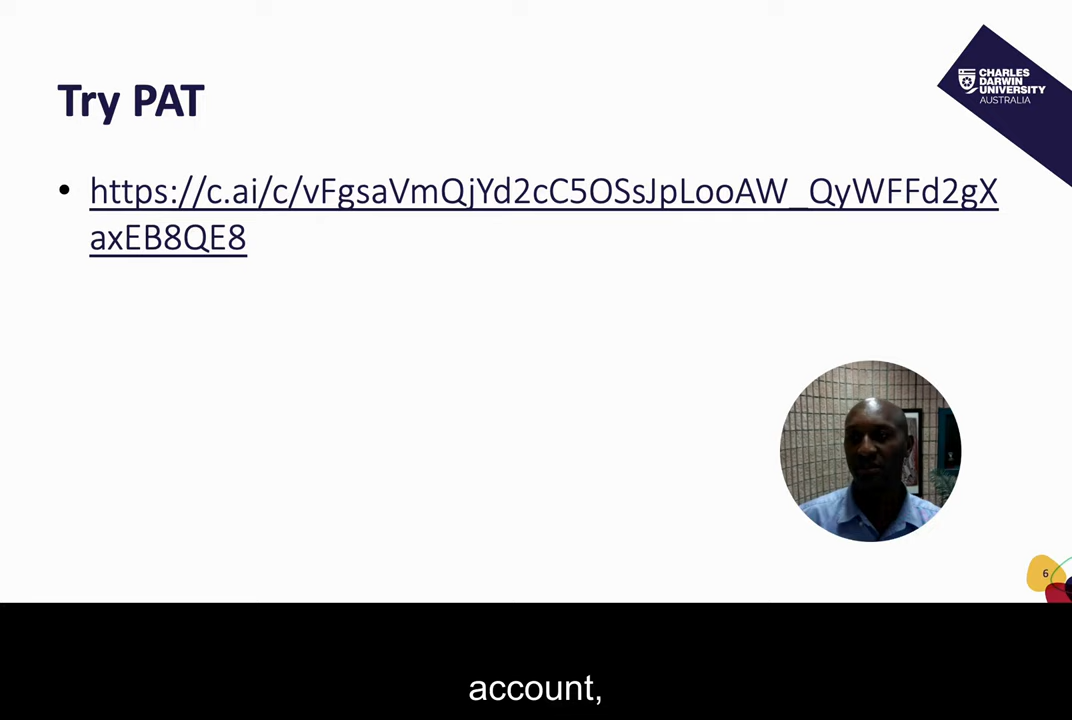 CHARLES
DARWIN
UNIVERSITY
AUSTRALIA
Try PAT
• https://c.ai/c/vFgsaVmQjYd2cC5OSsJpLooAW_QyWFFd2gX
axEB8QE8
6
account,